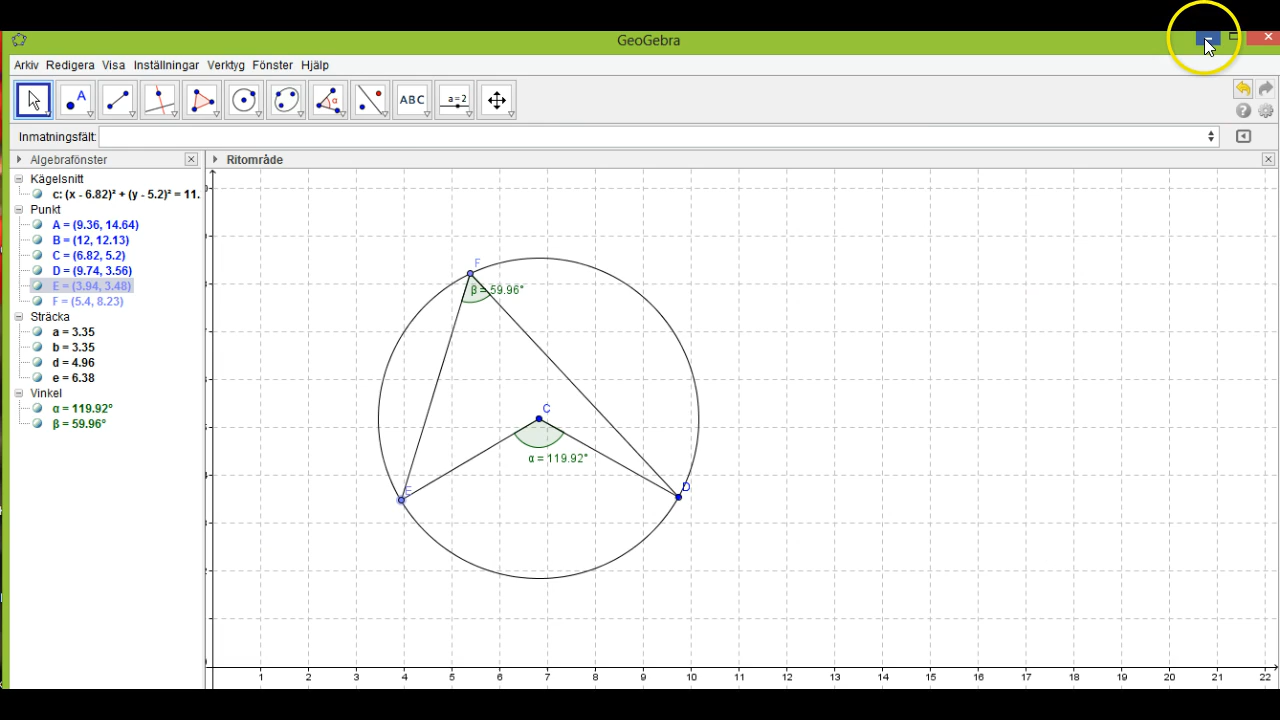 GeoGebra
Arkiv Redigera Visa Inställningar Verktyg Fönster Hjälp
A α ABC a=2
Inmatningsfält:
Algebrafönster
Ritområde
Kägelsnitt
c: (x - 6.82)² + (y - 5.2)² = 11.
Punkt
A = (9.36, 14.64)
B = (12, 12.13)
C = (6.82, 5.2)
D = (9.74, 3.56)
E = (3.94, 3.48)
F = (5.4, 8.23)
Sträcka
a = 3.35
b = 3.35
d = 4.96
e = 6.38
Vinkel
α = 119.92°
β = 59.96°
F
β = 59.96°
C
α = 119.92°
E
D
1 2 3 4 5 6 7 8 9 10 11 12 13 14 15 16 17 18 19 20 21 22